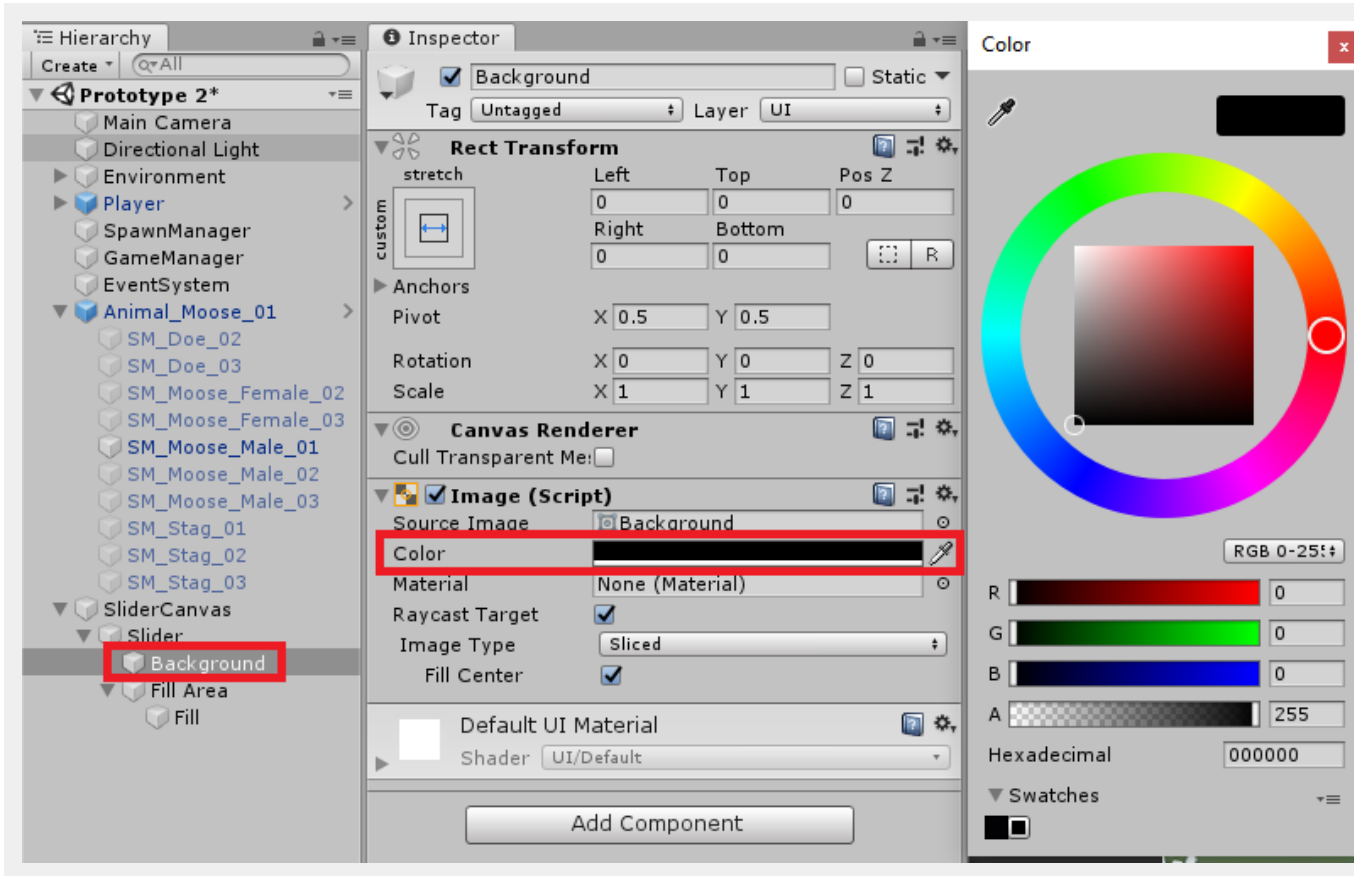 Hierarchy
Create
All
Prototype 2*
Main Camera
Directional Light
Environment
Player
SpawnManager
GameManager
EventSystem
Animal_Moose_01
SM_Doe_02
SM_Doe_03
SM_Moose_Female_02
SM_Moose_Female_03
SM_Moose_Male_01
SM_Moose_Male_02
SM_Moose_Male_03
SM_Stag_01
SM_Stag_02
SM_Stag_03
SliderCanvas
Slider
Background
Fill Area
Fill
Inspector
Background Static
Tag Untagged Layer UI
Rect Transform
stretch Left Top Pos Z
custom
0 0 0
Right Bottom
0 0 R
Anchors
Pivot X 0.5 Y 0.5
Rotation X 0 Y 0 Z 0
Scale X 1 Y 1 Z 1
Canvas Renderer
Cull Transparent Me:
Image (Script)
Source Image Background
Color
Material None (Material)
Raycast Target
Image Type Sliced
Fill Center
Default UI Material
Shader UI/Default
Add Component
Color x
RGB 0-255
R 0
G 0
B 0
A 255
Hexadecimal 000000
Swatches